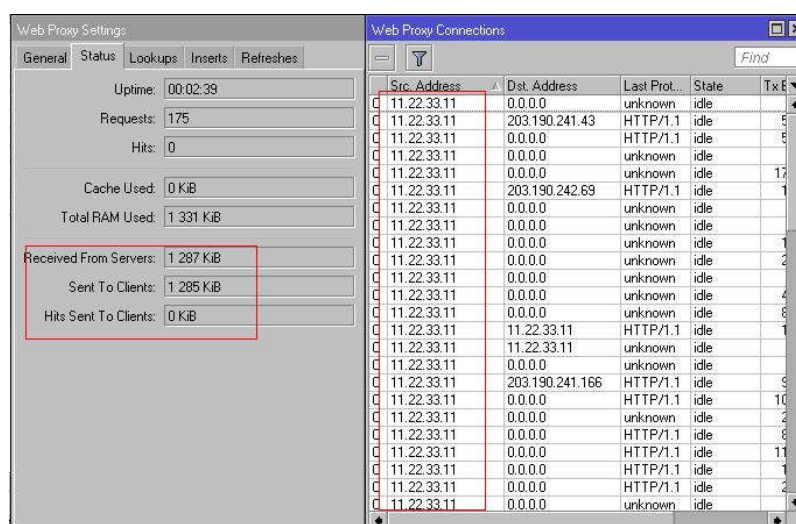 Web Proxy Settings
General Status Lookups Inserts Refreshes
Uptime: 00:02:39
Requests: 175
Hits: 0
Cache Used: 0 KiB
Total RAM Used: 1 331 KiB
Received From Servers: 1 287 KiB
Sent To Clients: 1 285 KiB
Hits Sent To Clients: 0 KiB
Web Proxy Connections
Find
Src. Address Dst. Address Last Prot... State Tx
11.22.33.11 0.0.0.0 unknown idle
11.22.33.11 203.190.241.43 HTTP/1.1 idle
11.22.33.11 0.0.0.0 HTTP/1.1 idle
11.22.33.11 0.0.0.0 unknown idle
11.22.33.11 0.0.0.0 unknown idle
11.22.33.11 203.190.242.69 HTTP/1.1 idle
11.22.33.11 0.0.0.0 unknown idle
11.22.33.11 0.0.0.0 unknown idle
11.22.33.11 0.0.0.0 unknown idle
11.22.33.11 0.0.0.0 unknown idle
11.22.33.11 0.0.0.0 unknown idle
11.22.33.11 0.0.0.0 unknown idle
11.22.33.11 0.0.0.0 unknown idle
11.22.33.11 11.22.33.11 HTTP/1.1 idle
11.22.33.11 11.22.33.11 unknown idle
11.22.33.11 0.0.0.0 unknown idle
11.22.33.11 203.190.241.166 HTTP/1.1 idle
11.22.33.11 0.0.0.0 HTTP/1.1 idle
11.22.33.11 0.0.0.0 unknown idle
11.22.33.11 0.0.0.0 HTTP/1.1 idle
11.22.33.11 0.0.0.0 HTTP/1.1 idle
11.22.33.11 0.0.0.0 HTTP/1.1 idle
11.22.33.11 0.0.0.0 HTTP/1.1 idle
11.22.33.11 0.0.0.0 unknown idle